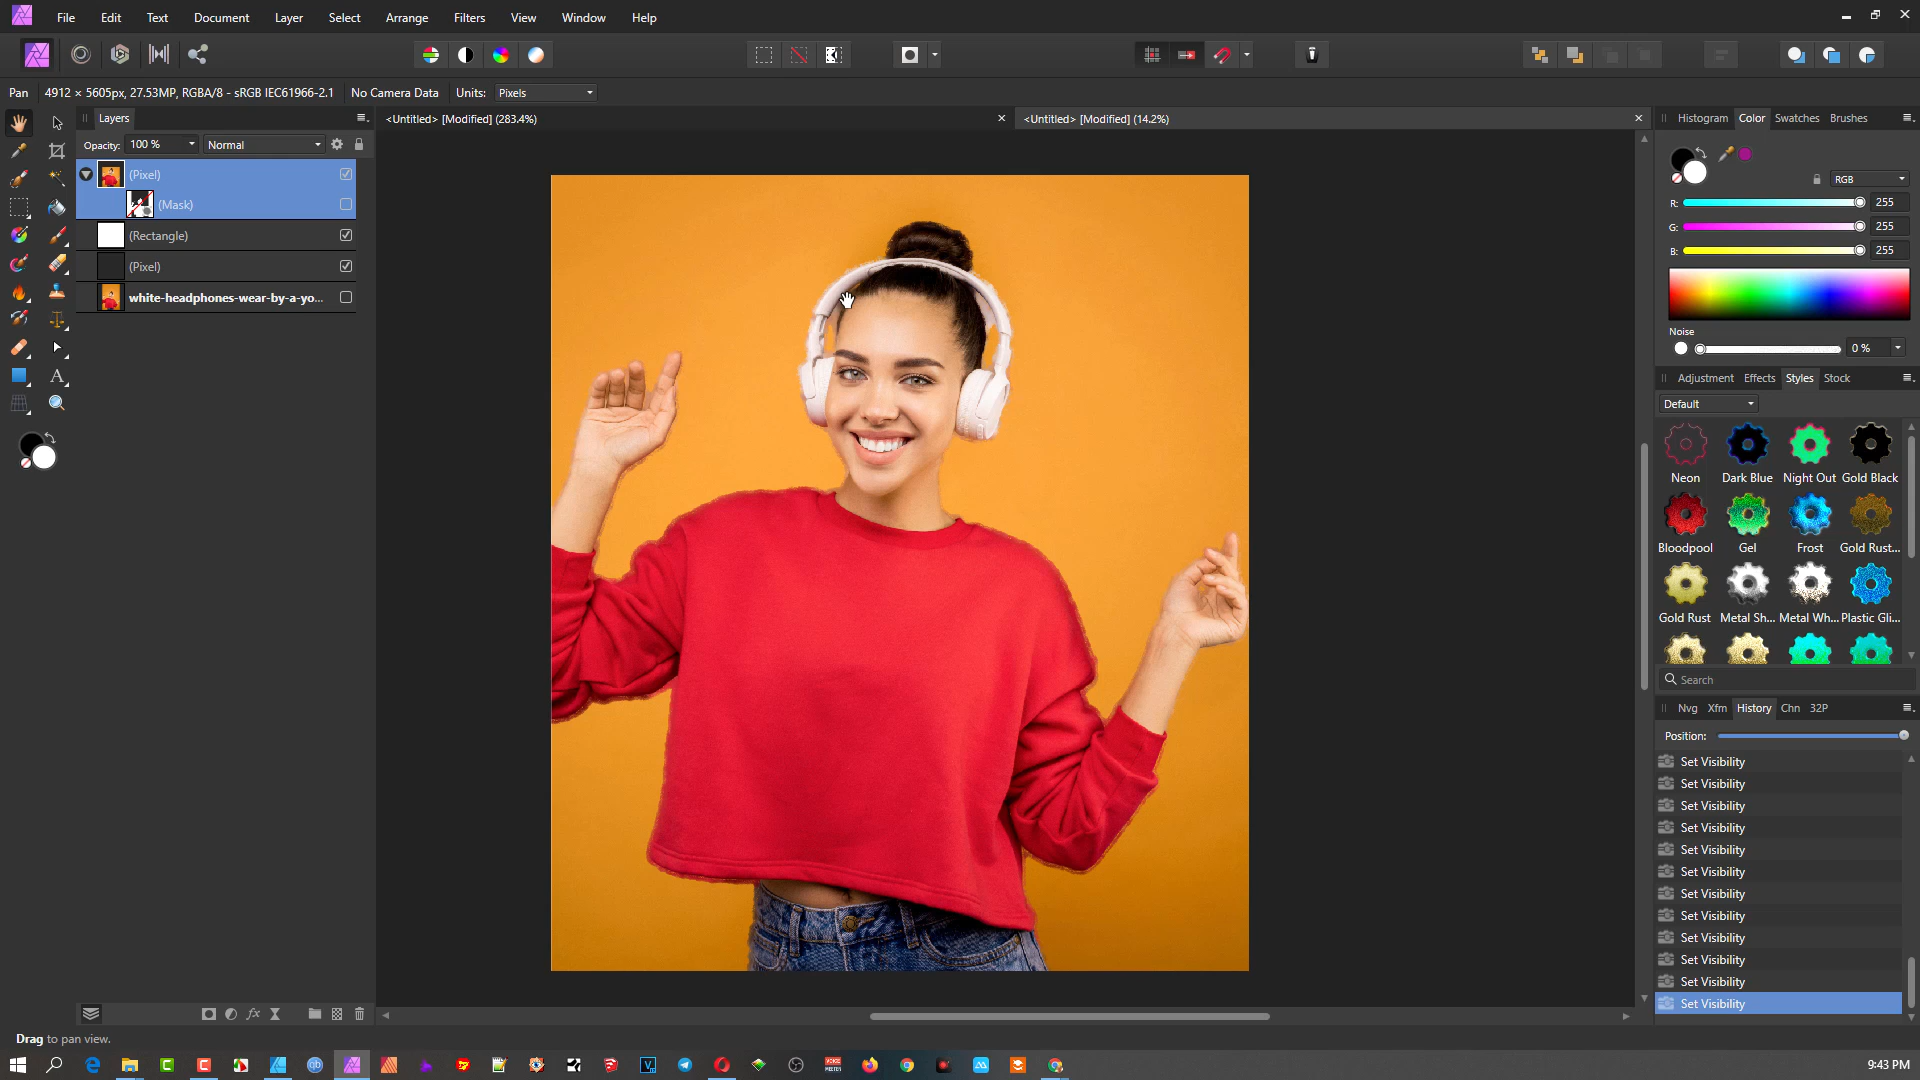 File Edit Text Document Layer Select Arrange Filters View Window Help
Pan 4912 × 5605px, 27.53MP, RGBA/8 - sRGB IEC61966-2.1 No Camera Data Units: Pixels
Layers
<Untitled> [Modified] (283.4%)
<Untitled> [Modified] (14.2%)
Histogram Color Swatches Brushes
Opacity: 100 % Normal
(Pixel)
(Mask)
(Rectangle)
(Pixel)
white-headphones-wear-by-a-yo...
RGB
R: 255
G: 255
B: 255
Noise
0 %
Adjustment Effects Styles Stock
Default
Neon Dark Blue Night Out Gold Black
Bloodpool Gel Frost Gold Rust...
Gold Rust Metal Sh... Metal Wh... Plastic Gli...
Search
Nvg Xfm History Chn 32P
Position:
Set Visibility
Set Visibility
Set Visibility
Set Visibility
Set Visibility
Set Visibility
Set Visibility
Set Visibility
Set Visibility
Set Visibility
Set Visibility
Set Visibility
Drag to pan view.
9:43 PM